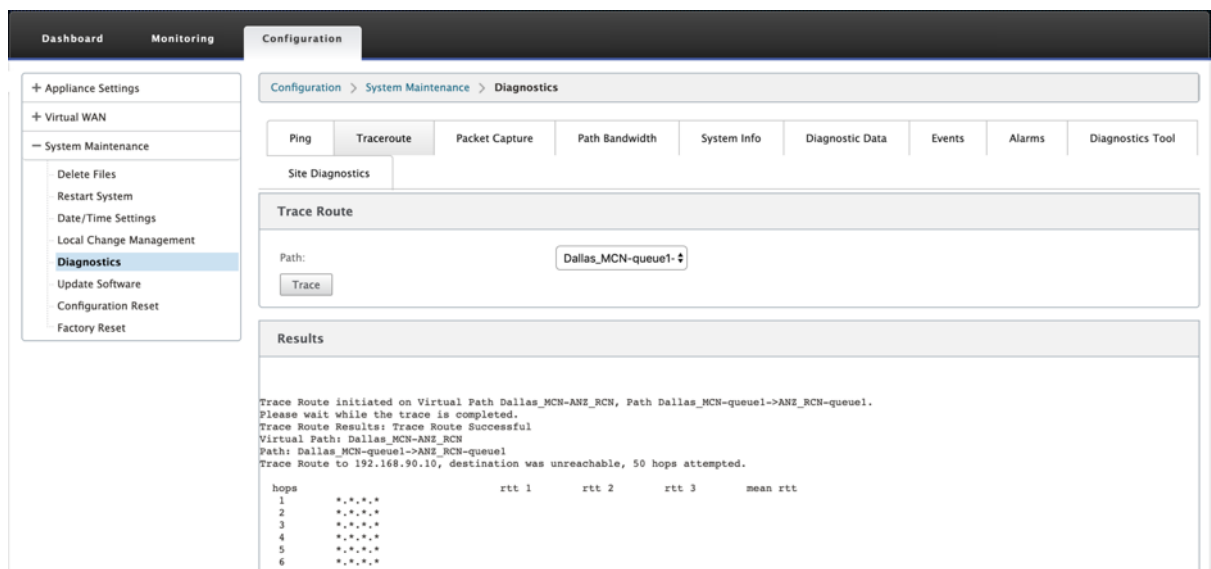 Dashboard Monitoring Configuration
+ Appliance Settings
+ Virtual WAN
− System Maintenance
Delete Files
Restart System
Date/Time Settings
Local Change Management
Diagnostics
Update Software
Configuration Reset
Factory Reset
Configuration > System Maintenance > Diagnostics
Ping Traceroute Packet Capture Path Bandwidth System Info Diagnostic Data Events Alarms Diagnostics Tool
Site Diagnostics
Trace Route
Path: Dallas_MCN-queue1-
Trace
Results
Trace Route initiated on Virtual Path Dallas_MCN-ANZ_RCN, Path Dallas_MCN-queue1->ANZ_RCN-queue1.
Please wait while the trace is completed.
Trace Route Results: Trace Route Successful
Virtual Path: Dallas_MCN-ANZ_RCN
Path: Dallas_MCN-queue1->ANZ_RCN-queue1
Trace Route to 192.168.90.10, destination was unreachable, 50 hops attempted.
hops rtt 1 rtt 2 rtt 3 mean rtt
1 *.*.*.*
2 *.*.*.*
3 *.*.*.*
4 *.*.*.*
5 *.*.*.*
6 *.*.*.*